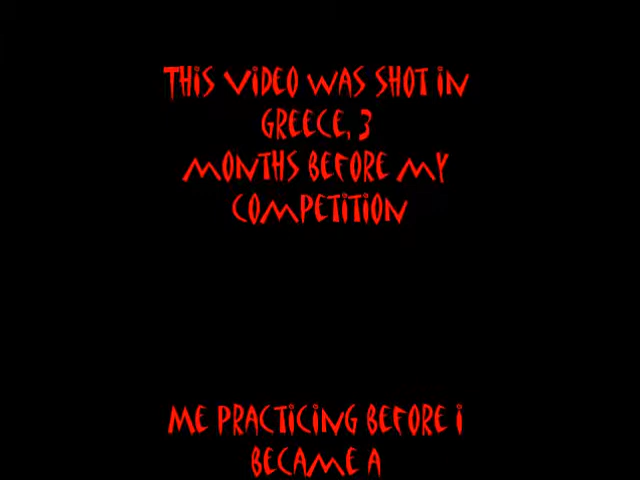 THIS VIDEO WAS SHOT IN
GREECE, 3
MONTHS BEFORE MY
COMPETITION
ME PRACTICING BEFORE I
BECAME A